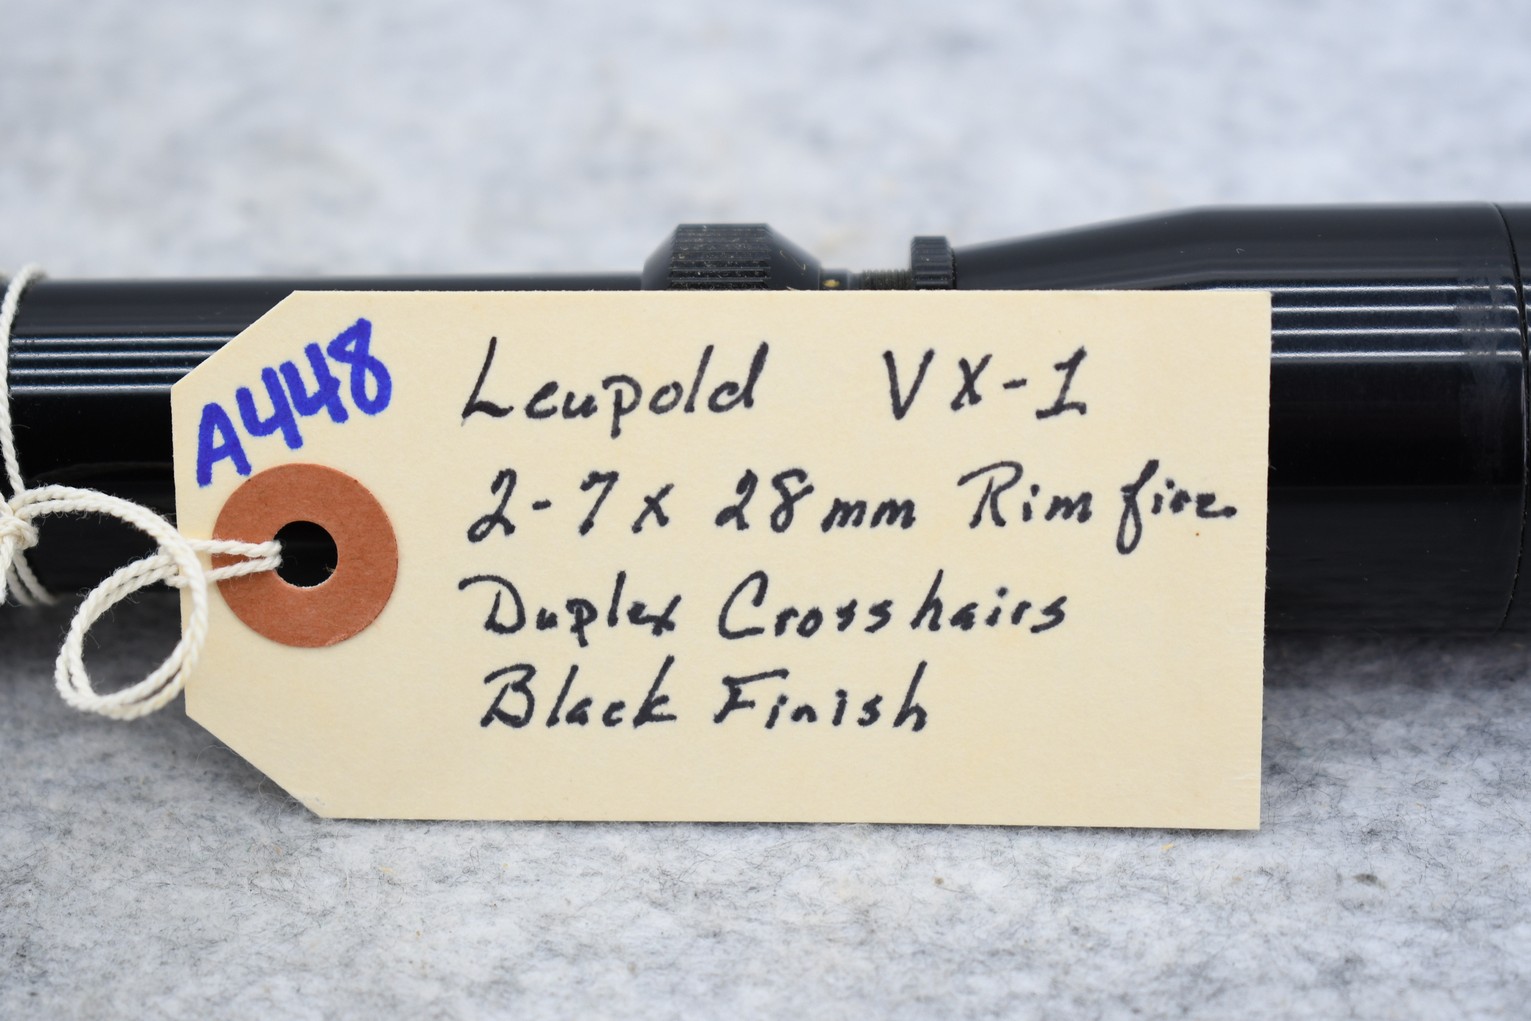 A448
Leupold VX-1
2-7x 28mm Rimfire
Duplex Crosshairs
Black Finish